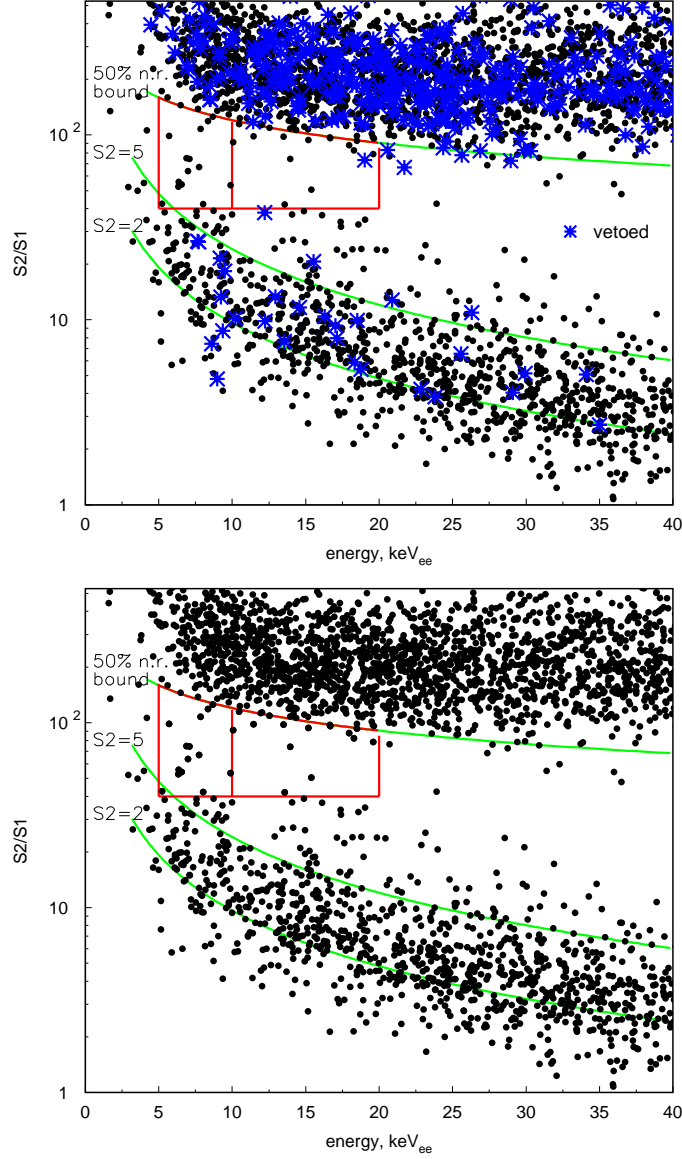 50% n.r.
bound
10²
S2=5
S2=2
S2/S1
vetoed
10
1
0 5 10 15 20 25 30 35 40
energy, keVₑₑ
50% n.r.
bound
10²
S2=5
S2=2
S2/S1
10
1
0 5 10 15 20 25 30 35 40
energy, keVₑₑ